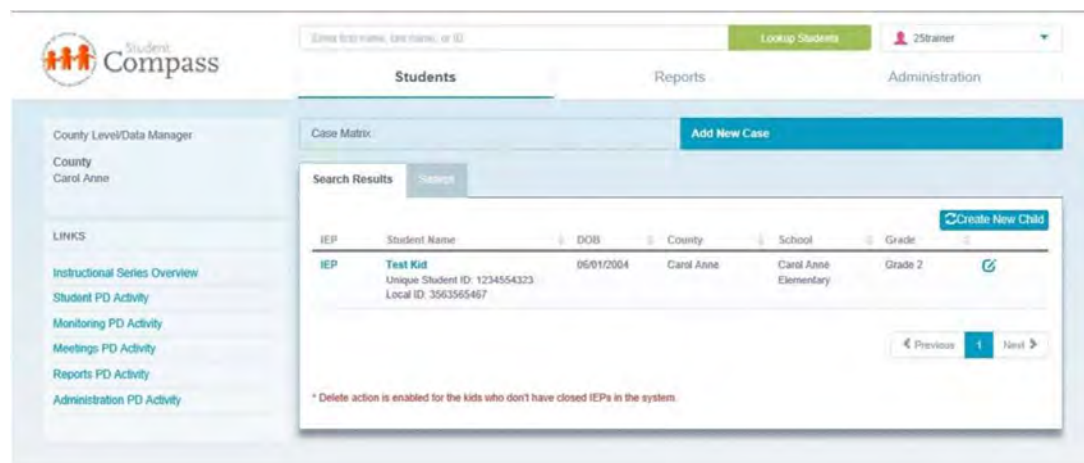 Student
Compass
Enter first name, last name, or ID
Lookup Students
25trainer
Students
Reports
Administration
County Level/Data Manager
County
Carol Anne
LINKS
Instructional Series Overview
Student PD Activity
Monitoring PD Activity
Meetings PD Activity
Reports PD Activity
Administration PD Activity
Case Matrix
Add New Case
Search Results
Search
Create New Child
IEP Student Name DOB County School Grade
IEP Test Kid 06/01/2004 Carol Anne Carol Anne Grade 2
Unique Student ID: 1234554323 Elementary
Local ID: 3563565467
Previous 1 Next
* Delete action is enabled for the kids who don't have closed IEPs in the system.